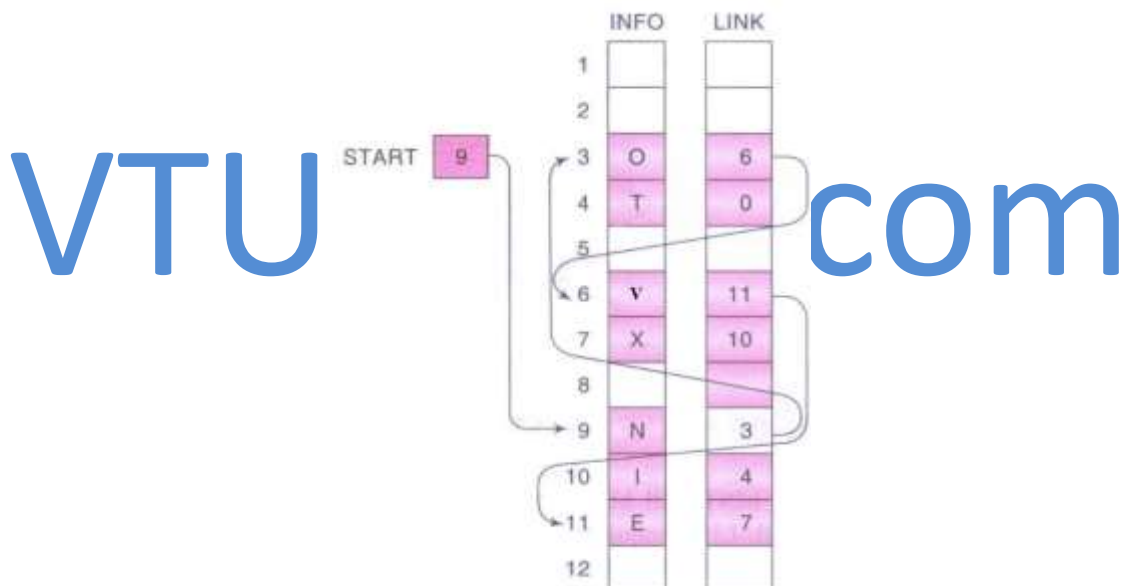 INFO LINK
1
2
START 9 3 O 6
4 T 0
VTU com
5
6 v 11
7 X 10
8
9 N 3
10 I 4
11 E 7
12